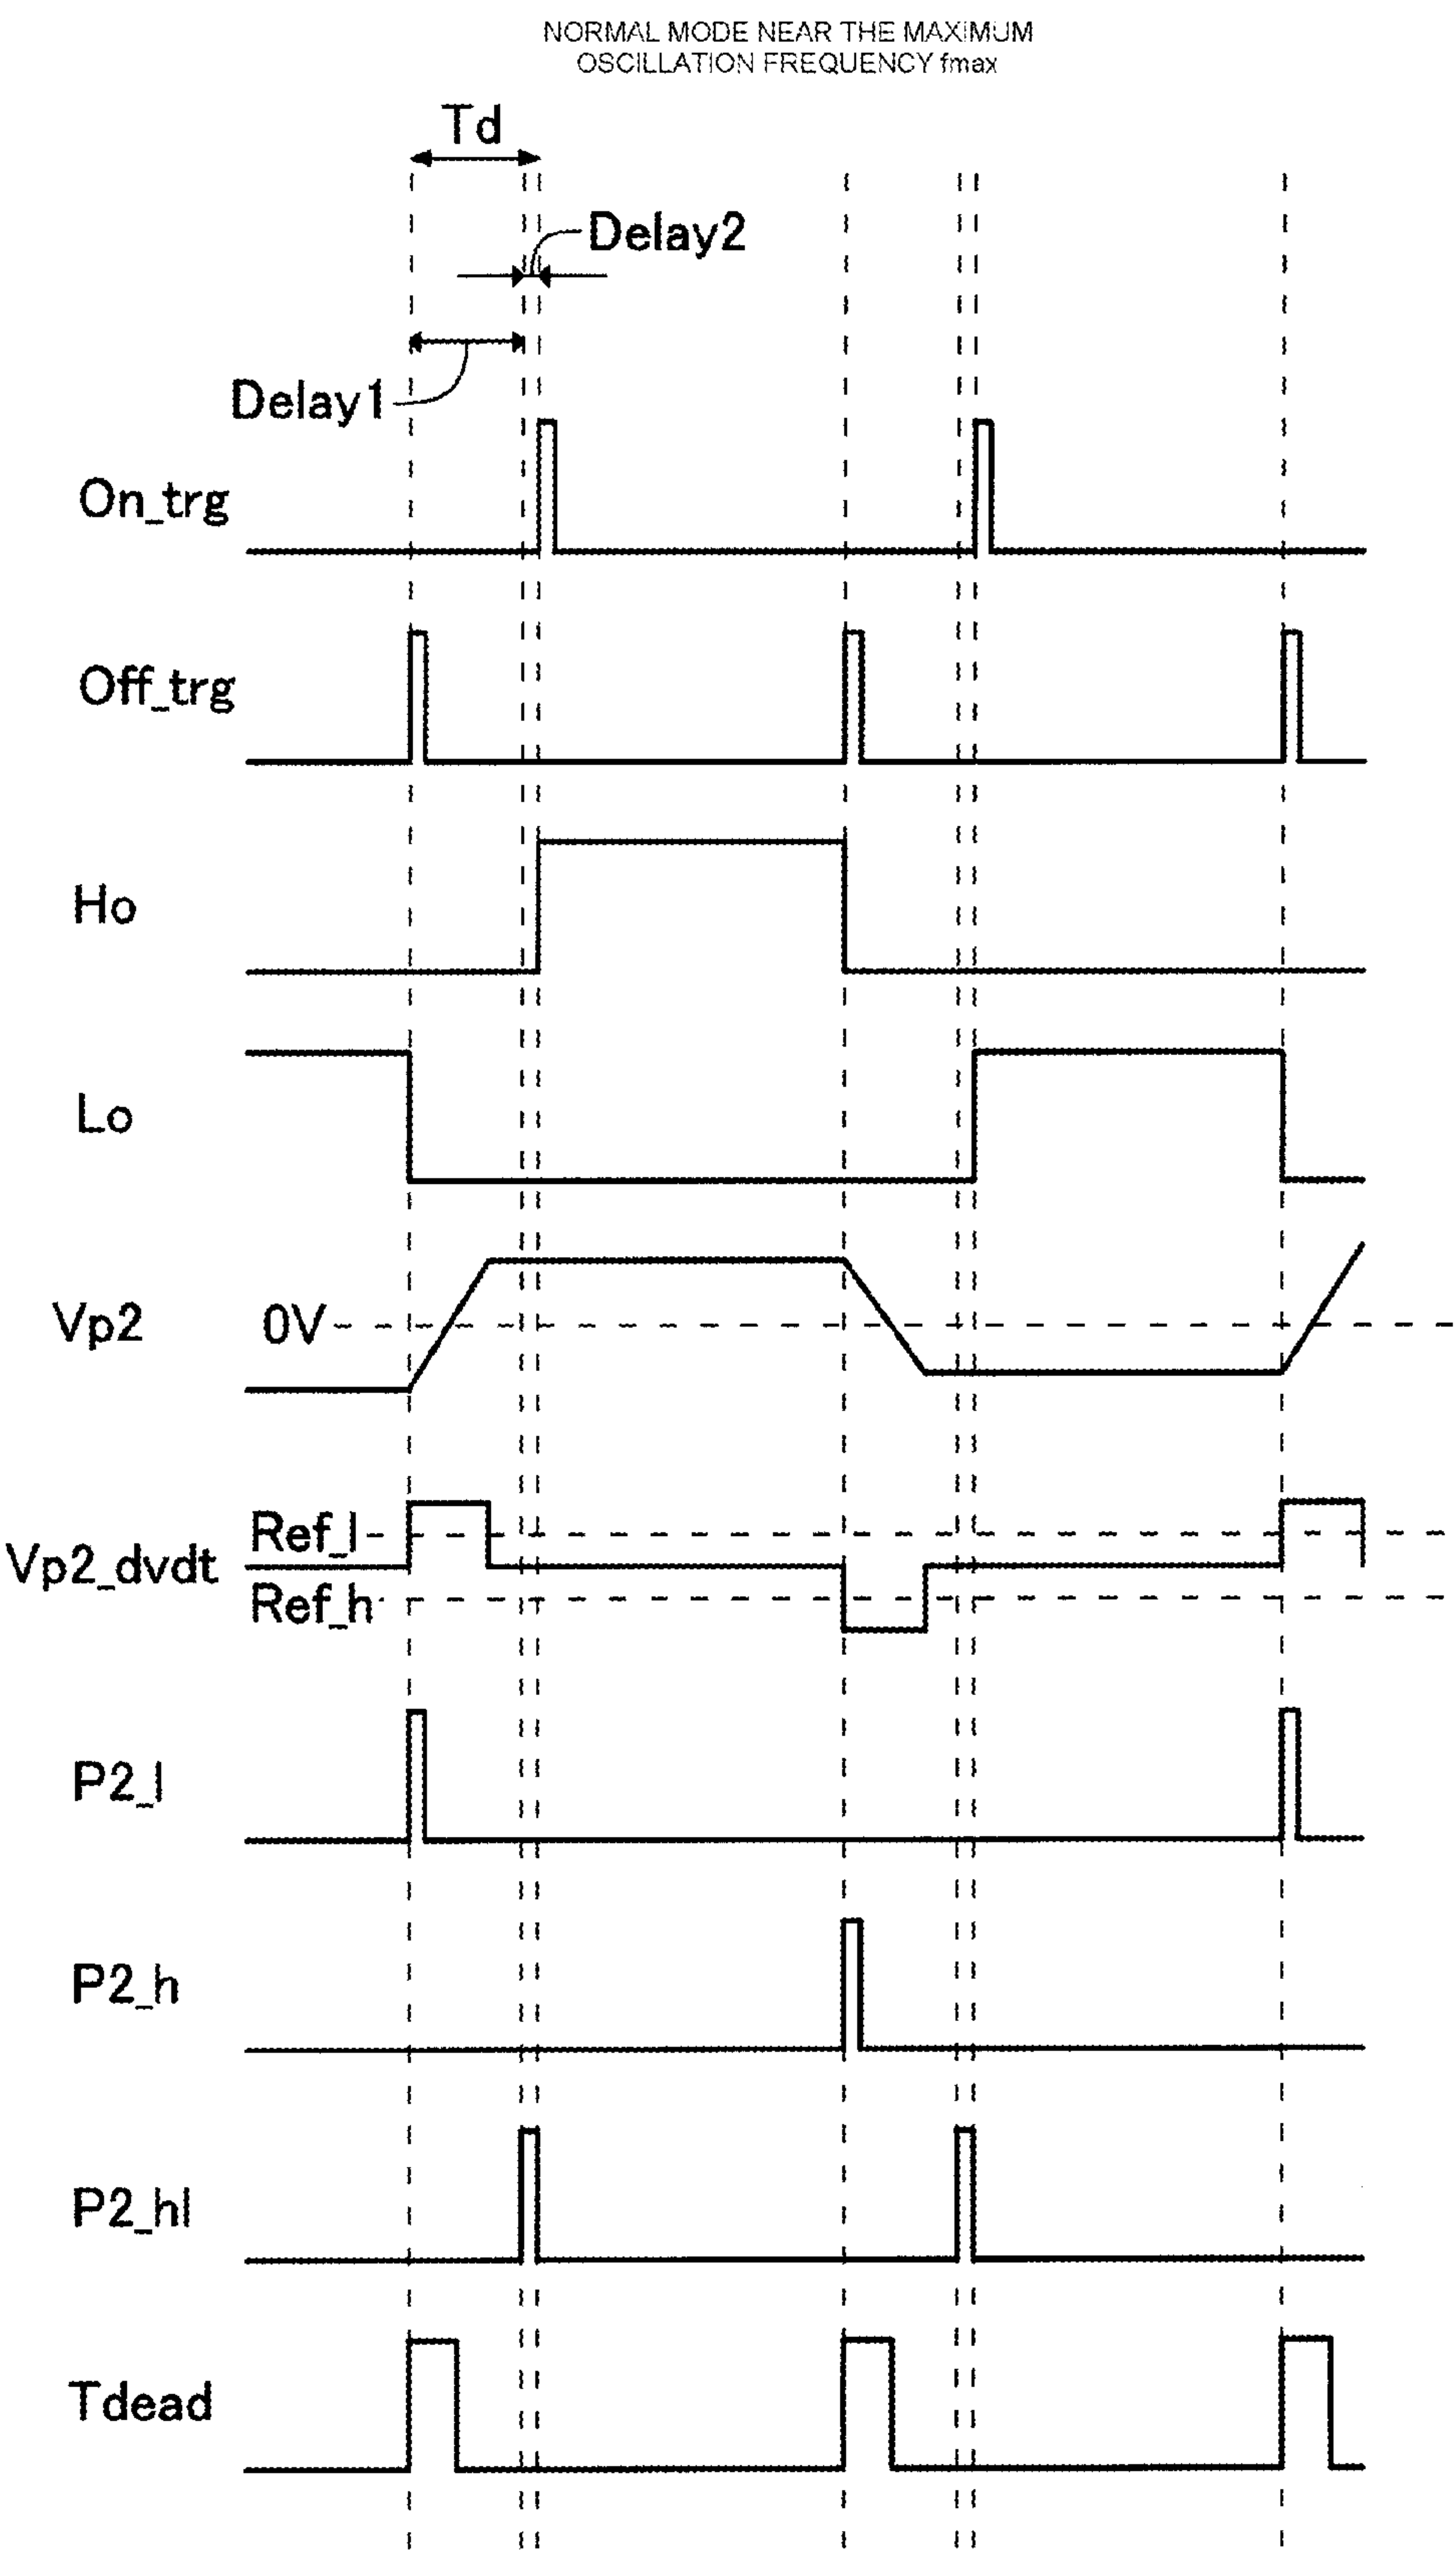 NORMAL MODE NEAR THE MAXIMUM
OSCILLATION FREQUENCY fmax
Td
Delay2
Delay1
On_trg
Off_trg
Ho
Lo
Vp2 0V
Ref_l
Vp2_dvdt
Ref_h
P2_l
P2_h
P2_hl
Tdead